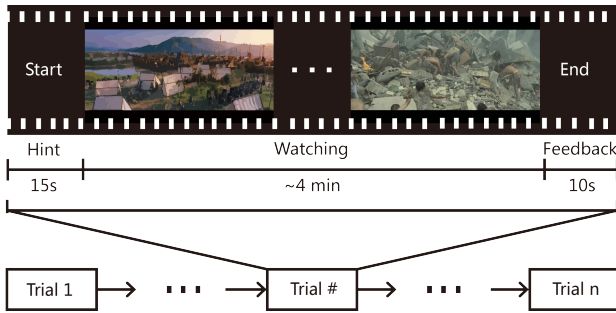 Start
End
Hint
Watching
Feedback
15s
~4 min
10s
Trial 1
Trial #
Trial n